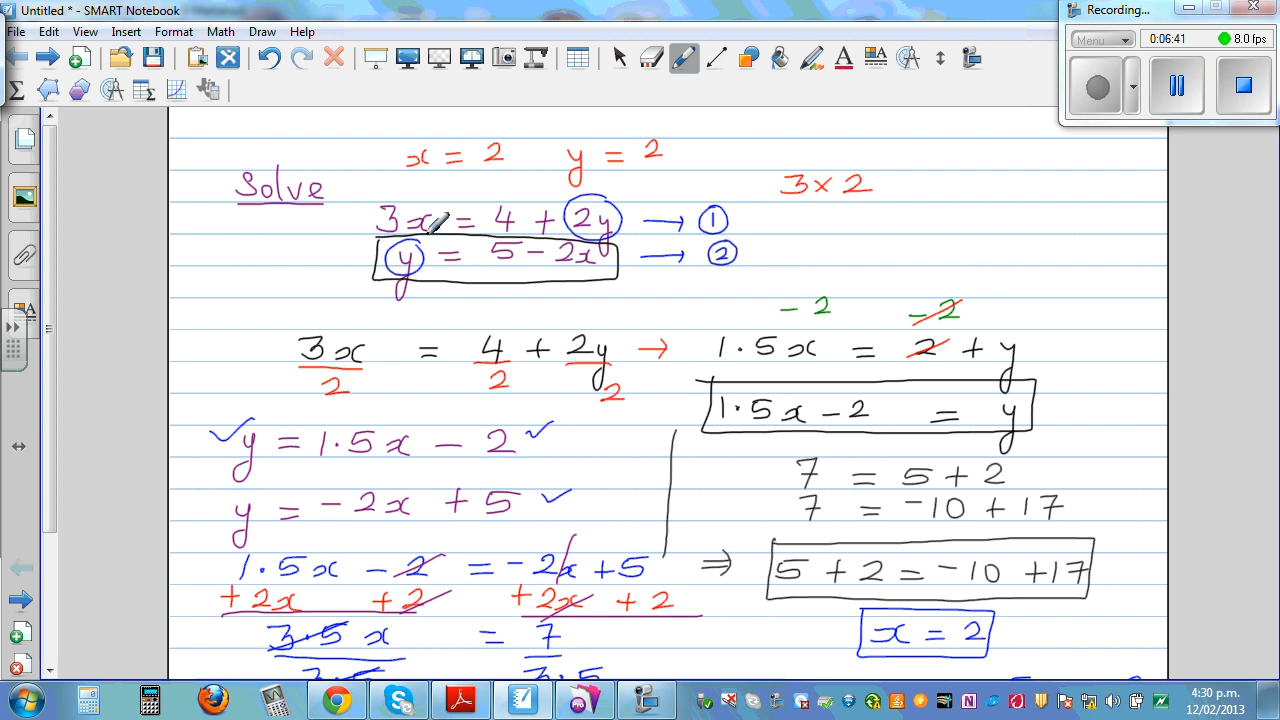 Untitled * - SMART Notebook
Recording...
File Edit View Insert Format Math Draw Help
Menu
0:06:41
8.0 fps
x = 2 y = 2
Solve
3 × 2
3x = 4 + 2y → 1
y = 5 - 2x → 2
- 2 - 2
3x/2 = 4/2 + 2y/2 → 1.5x = 2 + y
1.5x - 2 = y
✓ y = 1.5x - 2 ✓
7 = 5 + 2
y = -2x + 5 ✓
7 = -10 + 17
1.5x - 2 = -2x + 5 ⇒ 5 + 2 = -10 + 17
+2x +2 +2x + 2
3.5x = 7
x = 2
3.5
4:30 p.m.
12/02/2013